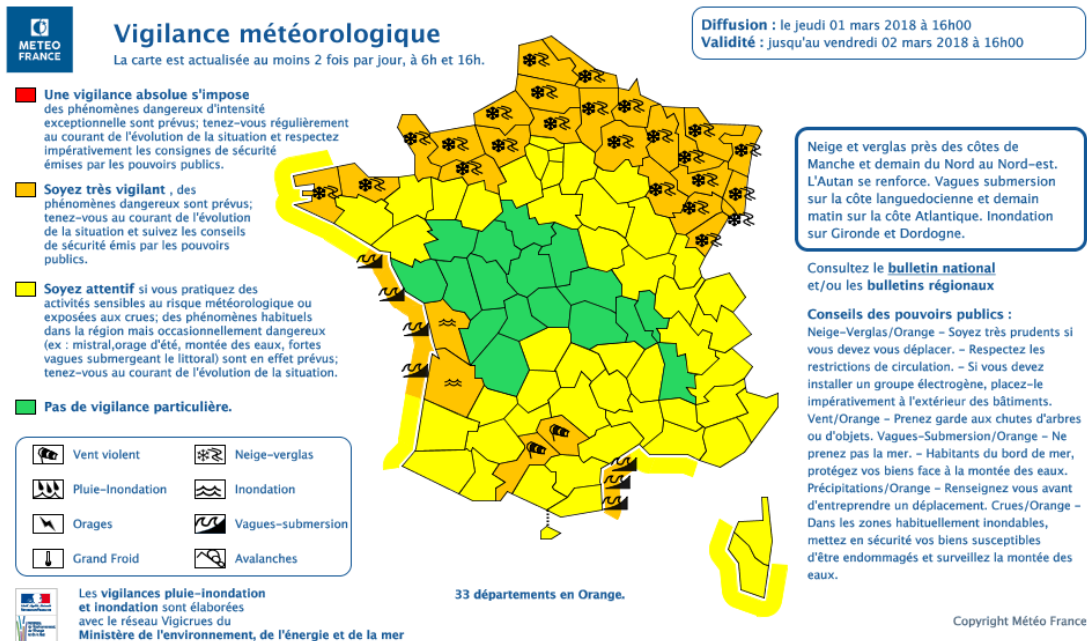 METEO
FRANCE
Vigilance météorologique
La carte est actualisée au moins 2 fois par jour, à 6h et 16h.
Diffusion : le jeudi 01 mars 2018 à 16h00
Validité : jusqu'au vendredi 02 mars 2018 à 16h00
Une vigilance absolue s'impose
des phénomènes dangereux d'intensité
exceptionnelle sont prévus; tenez-vous régulièrement
au courant de l'évolution de la situation et respectez
impérativement les consignes de sécurité
émises par les pouvoirs publics.
Soyez très vigilant , des
phénomènes dangereux sont prévus;
tenez-vous au courant de l'évolution
de la situation et suivez les conseils
de sécurité émis par les pouvoirs
publics.
Soyez attentif si vous pratiquez des
activités sensibles au risque météorologique ou
exposées aux crues; des phénomènes habituels
dans la région mais occasionnellement dangereux
(ex : mistral,orage d'été, montée des eaux, fortes
vagues submergeant le littoral) sont en effet prévus;
tenez-vous au courant de l'évolution de la situation.
Pas de vigilance particulière.
Vent violent
Neige-verglas
Pluie-Inondation
Inondation
Orages
Vagues-submersion
Grand Froid
Avalanches
Les vigilances pluie-inondation
et inondation sont élaborées
avec le réseau Vigicrues du
Ministère de l'environnement, de l'énergie et de la mer
33 départements en Orange.
Neige et verglas près des côtes de
Manche et demain du Nord au Nord-est.
L'Autan se renforce. Vagues submersion
sur la côte languedocienne et demain
matin sur la côte Atlantique. Inondation
sur Gironde et Dordogne.
Consultez le bulletin national
et/ou les bulletins régionaux
Conseils des pouvoirs publics :
Neige-Verglas/Orange – Soyez très prudents si
vous devez vous déplacer. – Respectez les
restrictions de circulation. – Si vous devez
installer un groupe électrogène, placez-le
impérativement à l'extérieur des bâtiments.
Vent/Orange – Prenez garde aux chutes d'arbres
ou d'objets. Vagues-Submersion/Orange – Ne
prenez pas la mer. – Habitants du bord de mer,
protégez vos biens face à la montée des eaux.
Précipitations/Orange – Renseignez vous avant
d'entreprendre un déplacement. Crues/Orange –
Dans les zones habituellement inondables,
mettez en sécurité vos biens susceptibles
d'être endommagés et surveillez la montée des
eaux.
Copyright Météo France